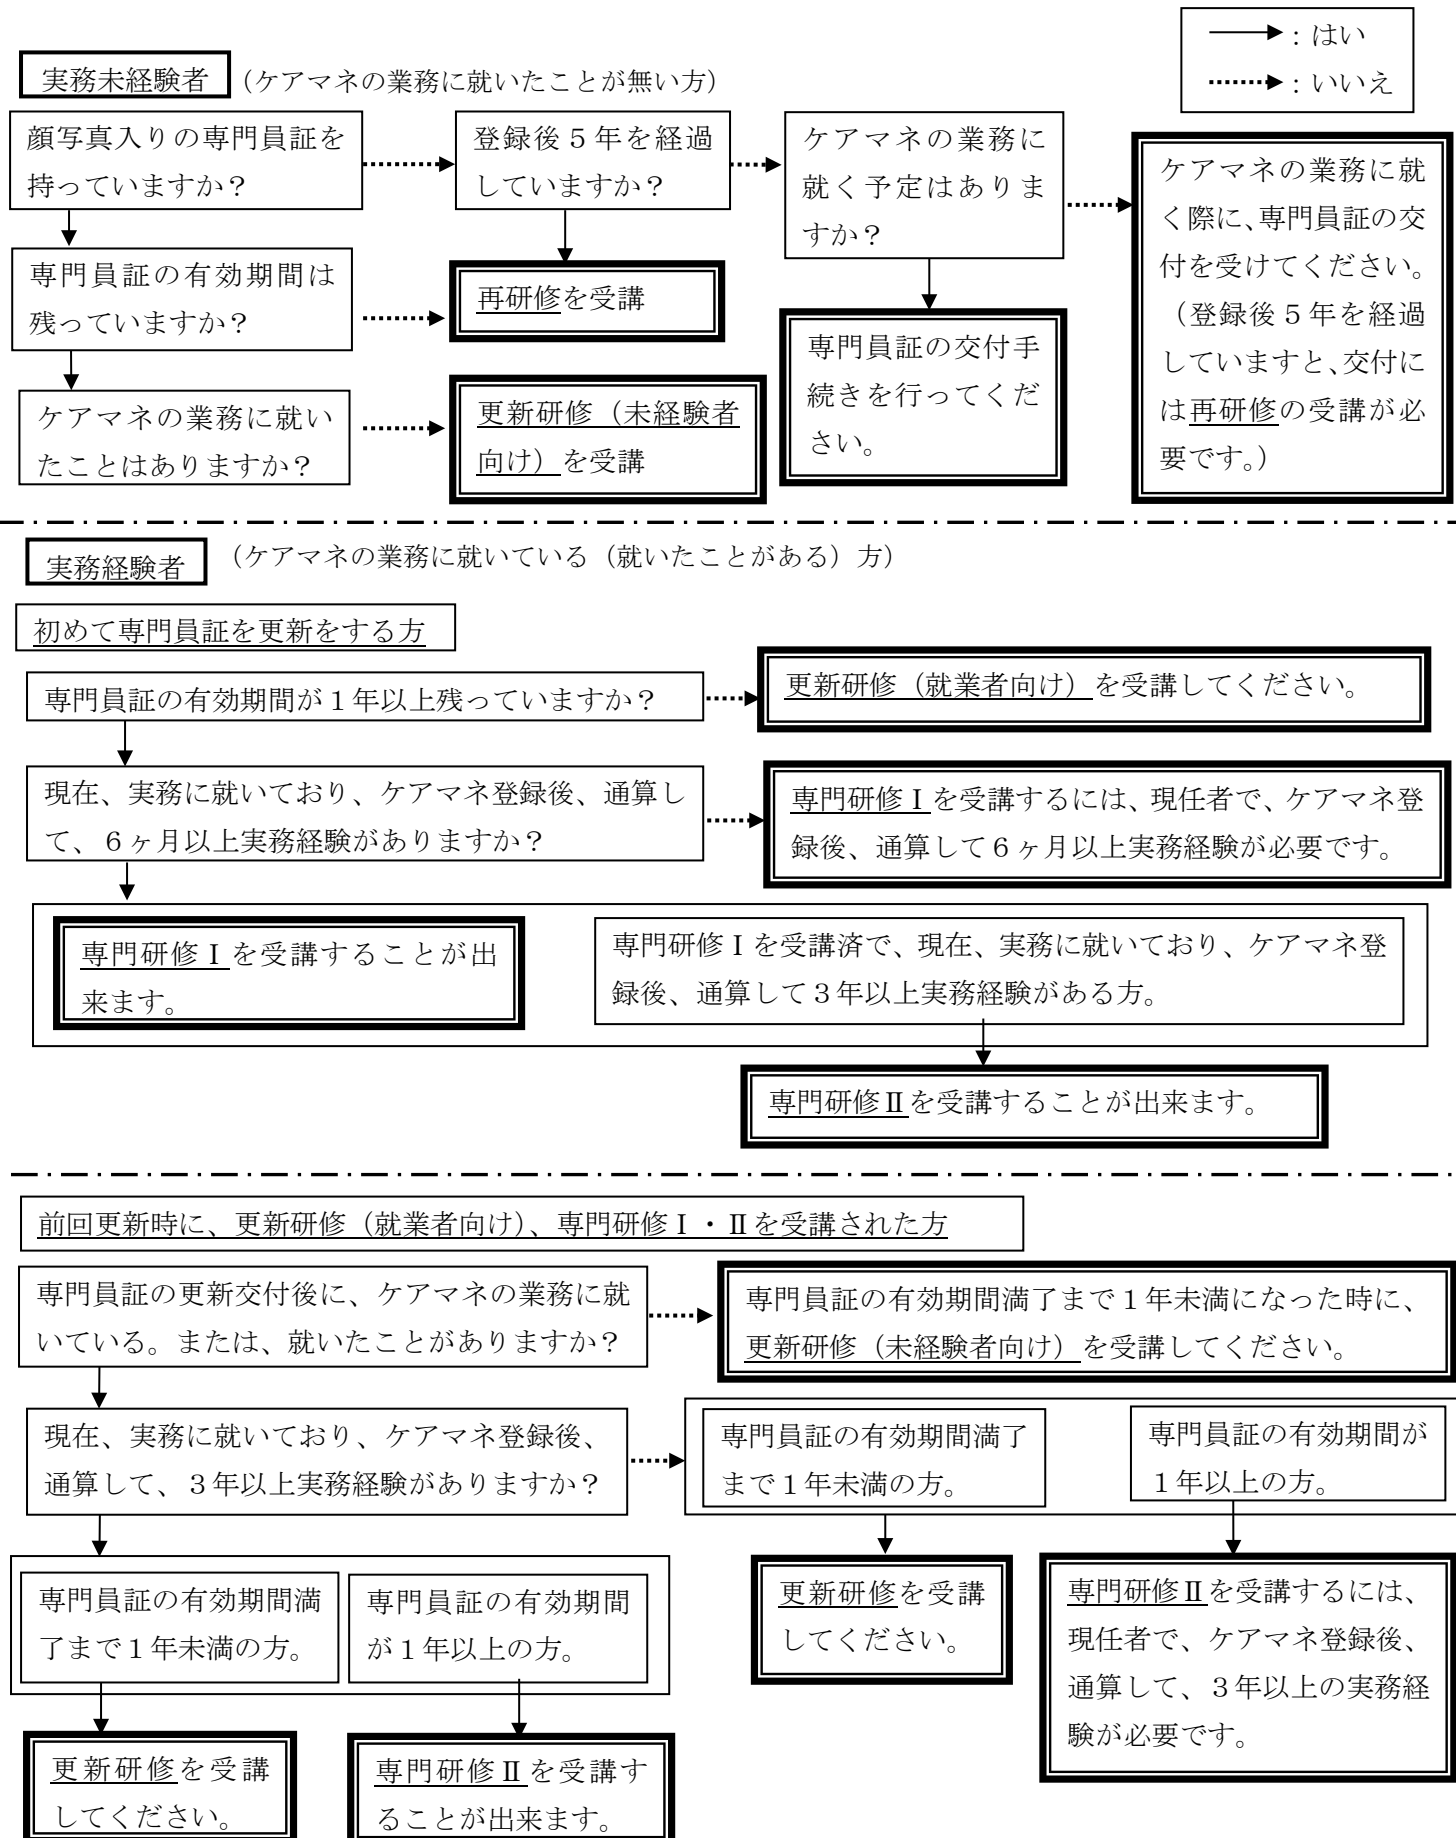 ：はい
：いいえ
実務未経験者 （ケアマネの業務に就いたことが無い方）
顔写真入りの専門員証を
持っていますか？
登録後５年を経過
していますか？
ケアマネの業務に
就く予定はありま
すか？
ケアマネの業務に就
く際に、専門員証の交
付を受けてください。
（登録後５年を経過
していますと、交付に
は再研修の受講が必
要です。）
専門員証の有効期間は
残っていますか？
再研修を受講
専門員証の交付手
続きを行ってくだ
さい。
ケアマネの業務に就い
たことはありますか？
更新研修（未経験者
向け）を受講
実務経験者 （ケアマネの業務に就いている（就いたことがある）方）
初めて専門員証を更新をする方
専門員証の有効期間が１年以上残っていますか？
更新研修（就業者向け）を受講してください。
現在、実務に就いており、ケアマネ登録後、通算し
て、６ヶ月以上実務経験がありますか？
専門研修Ⅰを受講するには、現任者で、ケアマネ登
録後、通算して６ヶ月以上実務経験が必要です。
専門研修Ⅰを受講することが出
来ます。
専門研修Ⅰを受講済で、現在、実務に就いており、ケアマネ登
録後、通算して３年以上実務経験がある方。
専門研修Ⅱを受講することが出来ます。
前回更新時に、更新研修（就業者向け）、専門研修Ⅰ・Ⅱを受講された方
専門員証の更新交付後に、ケアマネの業務に就
いている。または、就いたことがありますか？
専門員証の有効期間満了まで１年未満になった時に、
更新研修（未経験者向け）を受講してください。
現在、実務に就いており、ケアマネ登録後、
通算して、３年以上実務経験がありますか？
専門員証の有効期間満了
まで１年未満の方。
専門員証の有効期間が
１年以上の方。
専門員証の有効期間満
了まで１年未満の方。
専門員証の有効期間
が１年以上の方。
更新研修を受講
してください。
専門研修Ⅱを受講するには、
現任者で、ケアマネ登録後、
通算して、３年以上の実務経
験が必要です。
更新研修を受講
してください。
専門研修Ⅱを受講す
ることが出来ます。